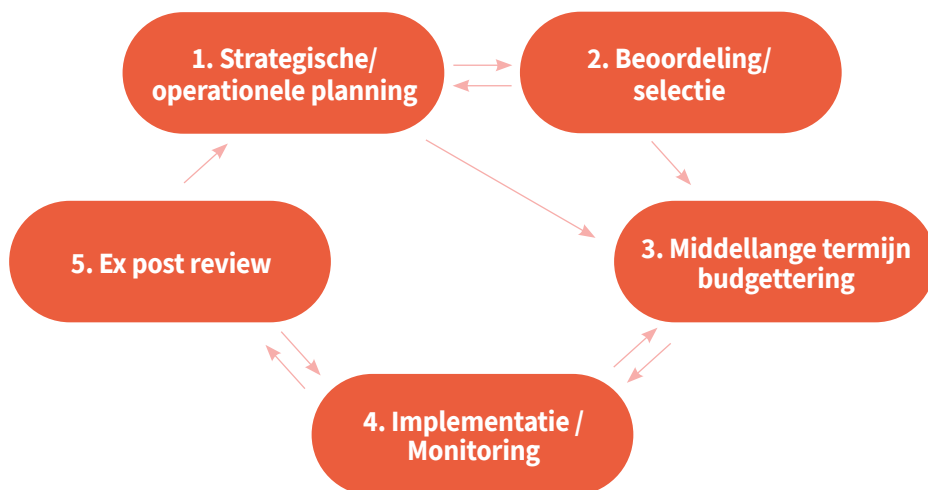 1. Strategische/
operationele planning
2. Beoordeling/
selectie
3. Middellange termijn
budgettering
4. Implementatie /
Monitoring
5. Ex post review